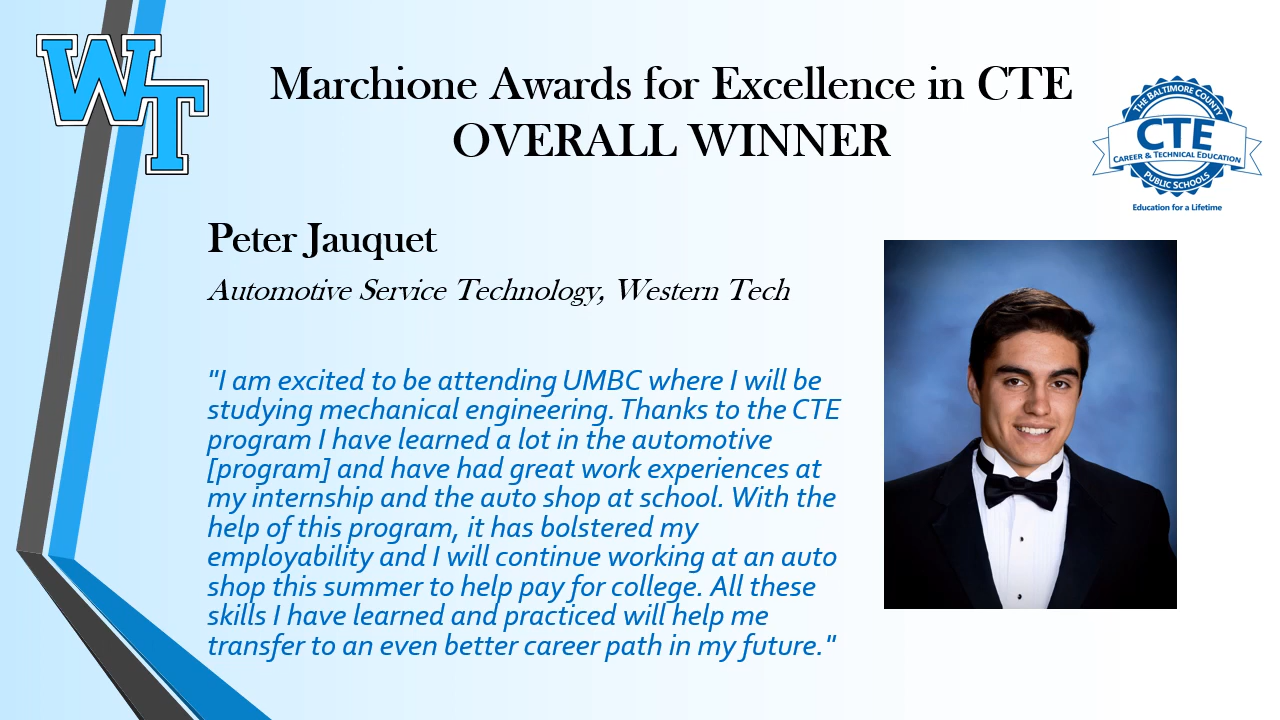 WT
Marchione Awards for Excellence in CTE
OVERALL WINNER
THE BALTIMORE COUNTY
CTE
CAREER & TECHNICAL EDUCATION
PUBLIC SCHOOLS
Education for a Lifetime
Peter Jauquet
Automotive Service Technology, Western Tech
"I am excited to be attending UMBC where I will be
studying mechanical engineering. Thanks to the CTE
program I have learned a lot in the automotive
[program] and have had great work experiences at
my internship and the auto shop at school. With the
help of this program, it has bolstered my
employability and I will continue working at an auto
shop this summer to help pay for college. All these
skills I have learned and practiced will help me
transfer to an even better career path in my future."